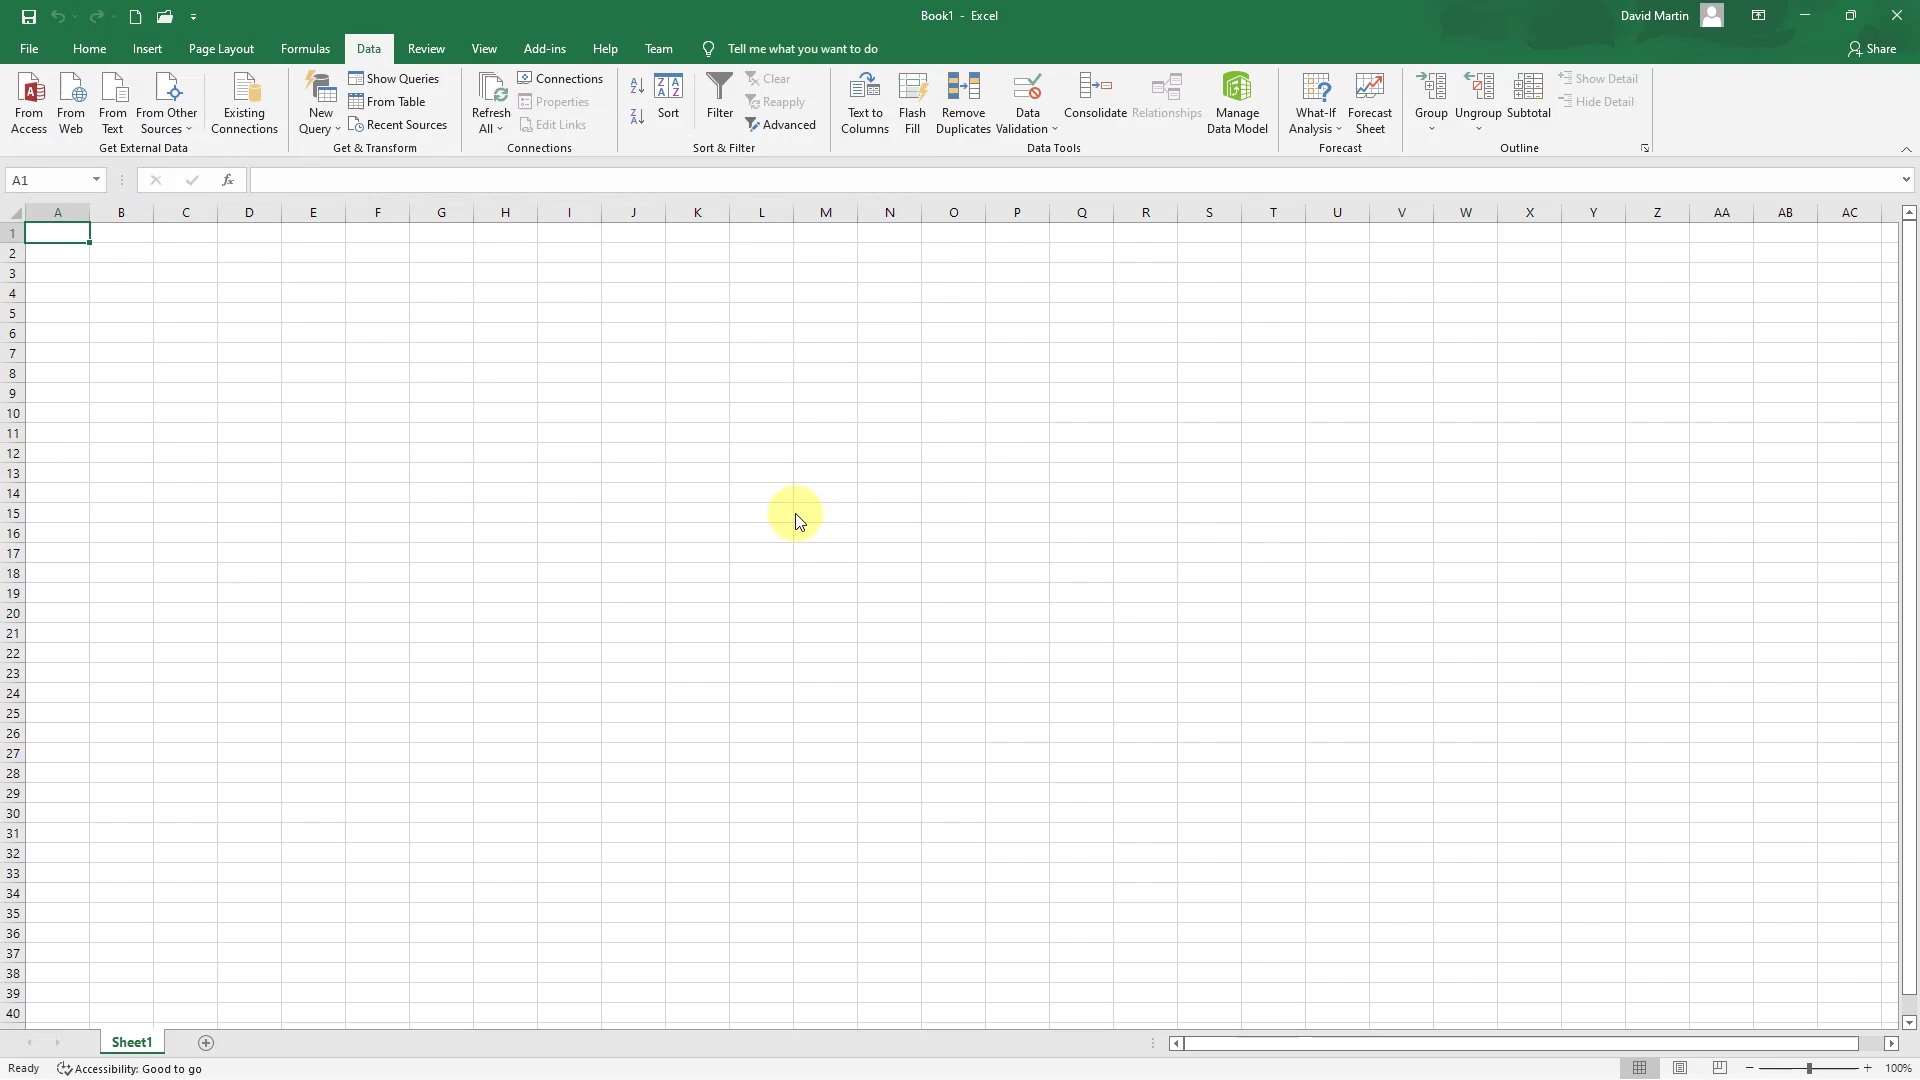 Book1 - Excel
David Martin
File Home Insert Page Layout Formulas Data Review View Add-ins Help Team Tell me what you want to do Share
From Access
From Web
From Text
From Other Sources
Existing Connections
Get External Data
New Query
Show Queries
From Table
Recent Sources
Get & Transform
Refresh All
Connections
Properties
Edit Links
Connections
Sort
Filter
Clear
Reapply
Advanced
Sort & Filter
Text to Columns
Flash Fill
Remove Duplicates
Data Validation
Consolidate
Relationships
Manage Data Model
Data Tools
What-If Analysis
Forecast Sheet
Forecast
Group
Ungroup
Subtotal
Show Detail
Hide Detail
Outline
A1
fx
A B C D E F G H I J K L M N O P Q R S T U V W X Y Z AA AB AC
1
2
3
4
5
6
7
8
9
10
11
12
13
14
15
16
17
18
19
20
21
22
23
24
25
26
27
28
29
30
31
32
33
34
35
36
37
38
39
40
Sheet1
Ready Accessibility: Good to go
100%